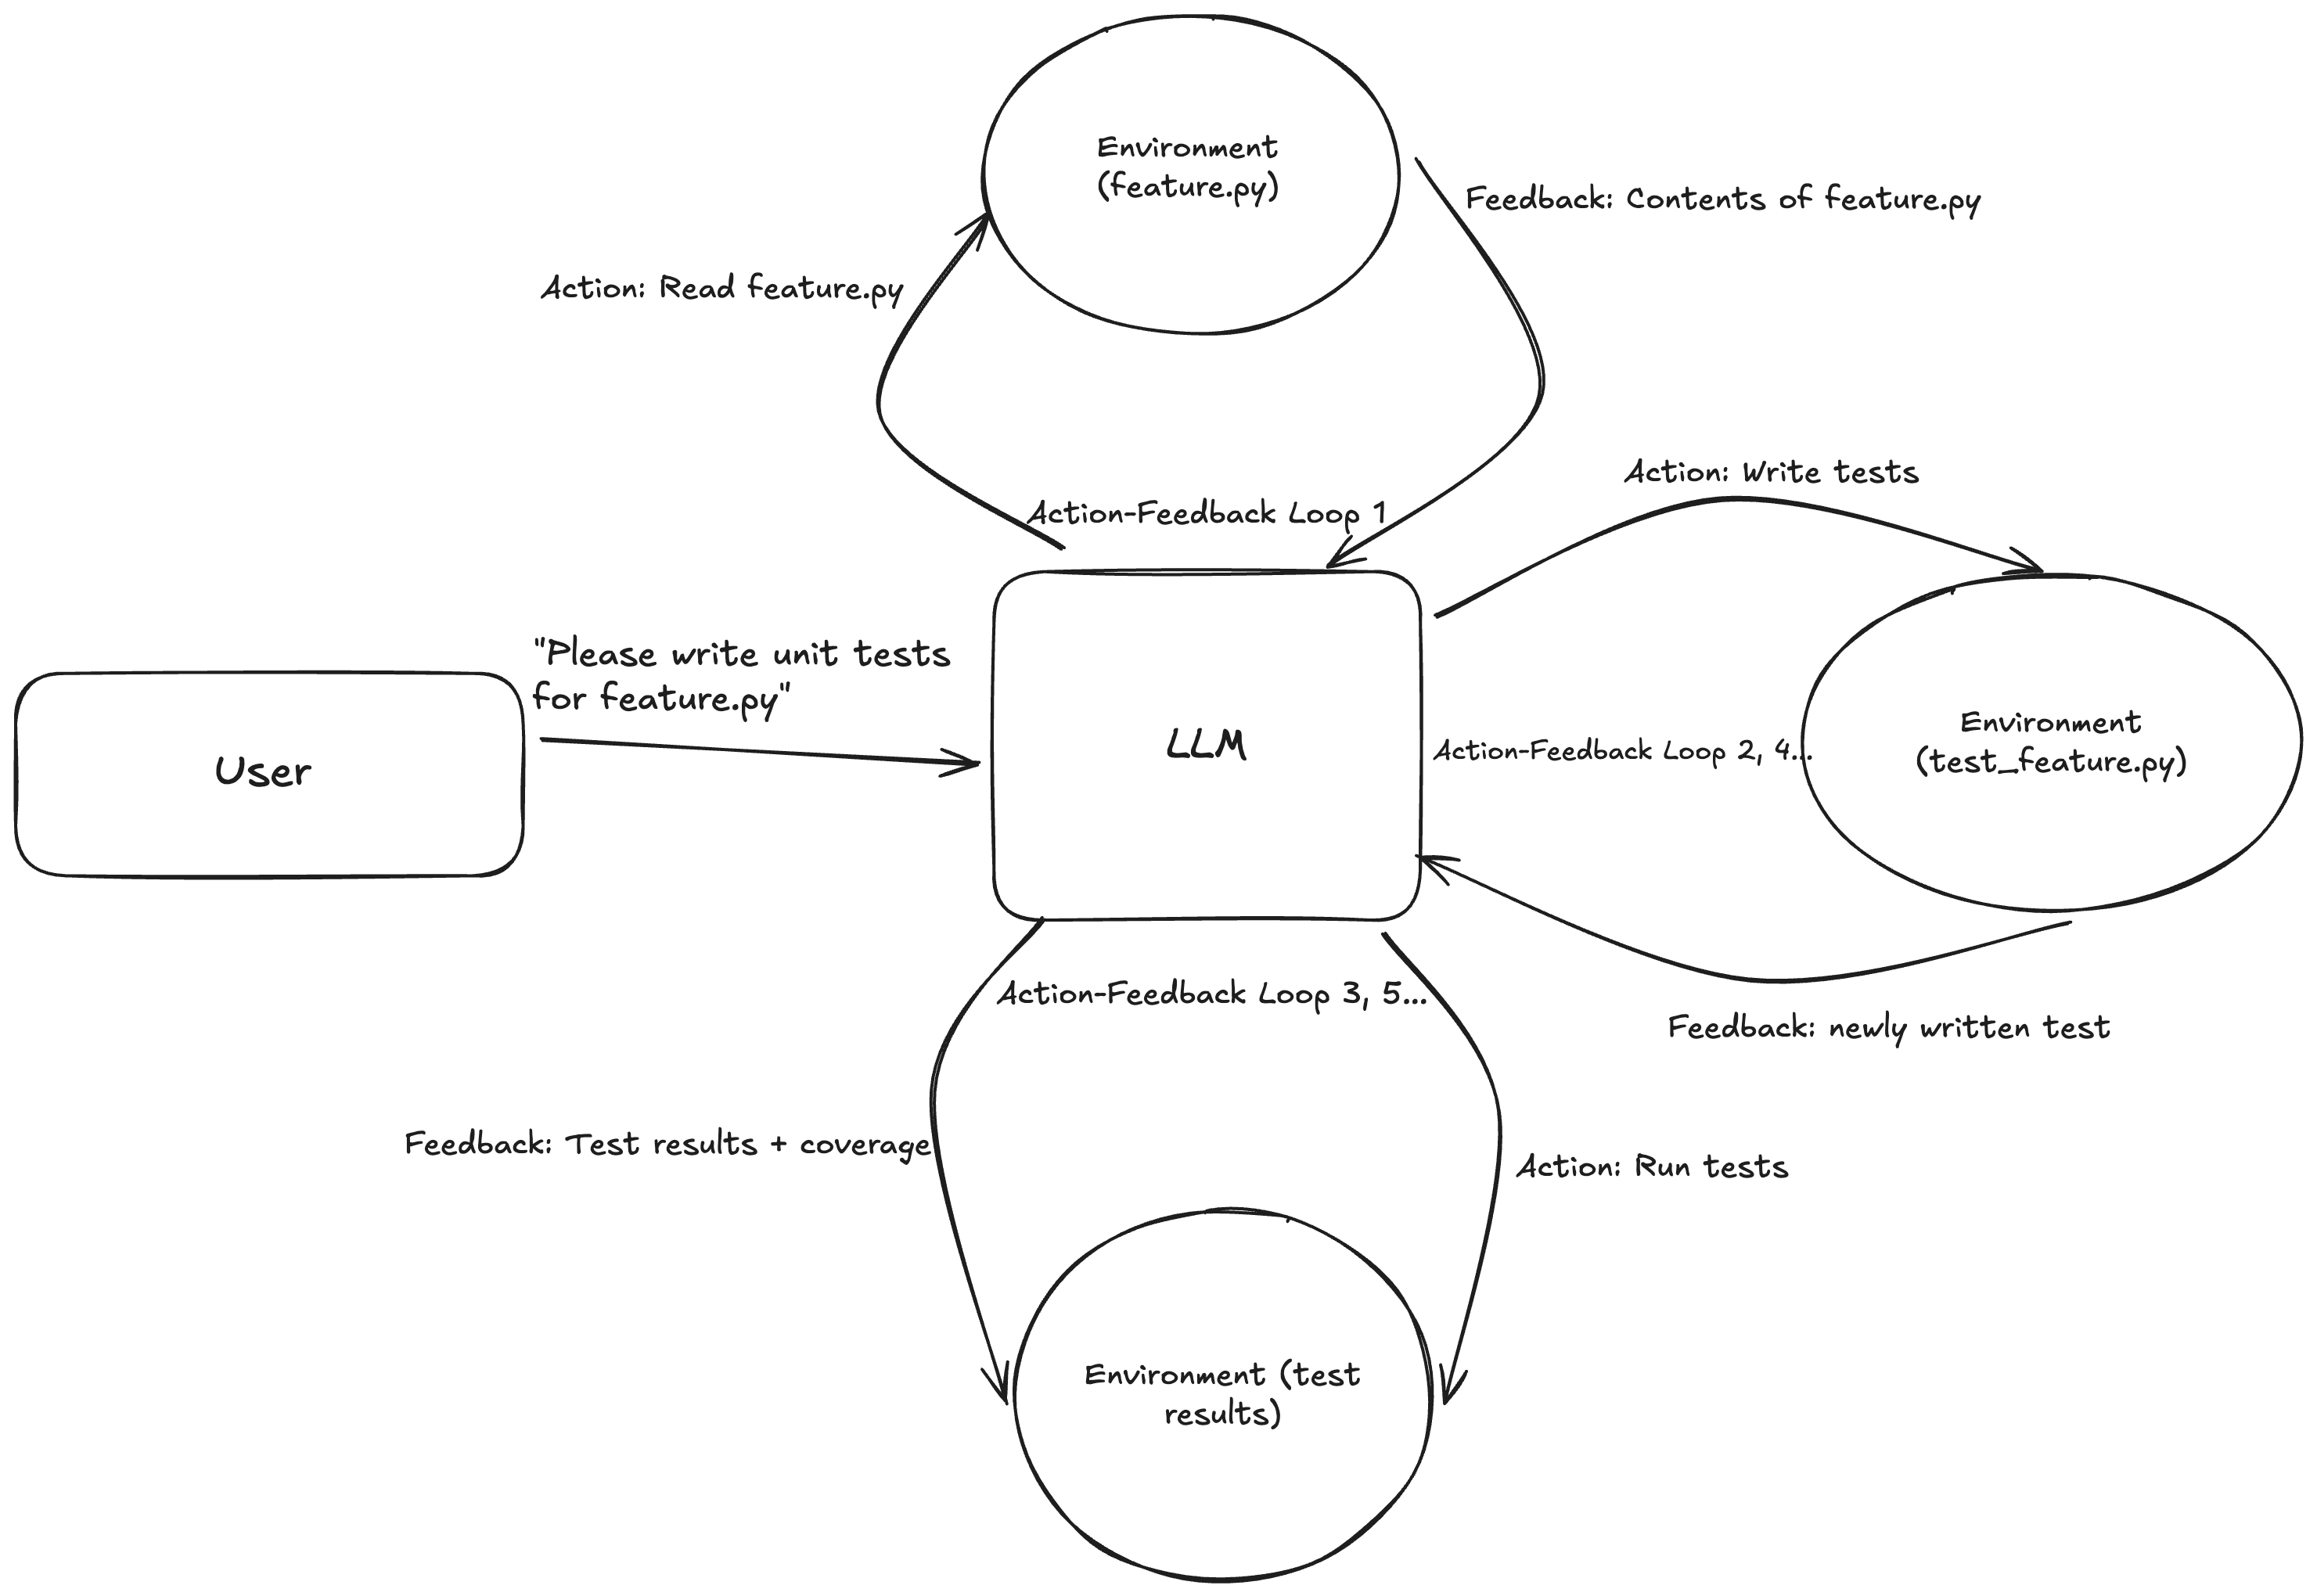 Environment
(feature.py)
Feedback: Contents of feature.py
Action: Read feature.py
Action-Feedback Loop 1
Action: Write tests
"Please write unit tests
for feature.py"
User
LLM
Action-Feedback Loop 2, 4...
Environment
(test_feature.py)
Action-Feedback Loop 3, 5...
Feedback: newly written test
Feedback: Test results + coverage
Action: Run tests
Environment (test
results)